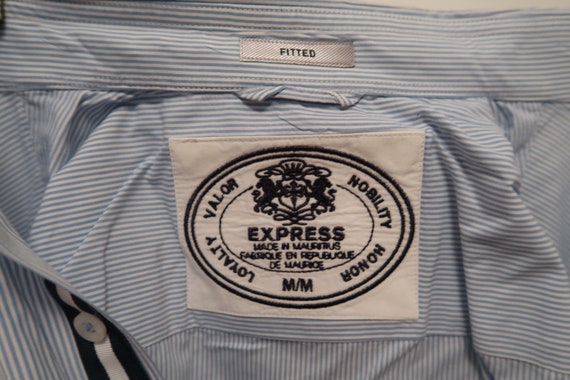 FITTED
LOYALTY VALOR NOBILITY HONOR
EXPRESS
MADE IN MAURITIUS
FABRIQUE EN REPUBLIQUE
DE MAURICE
M/M